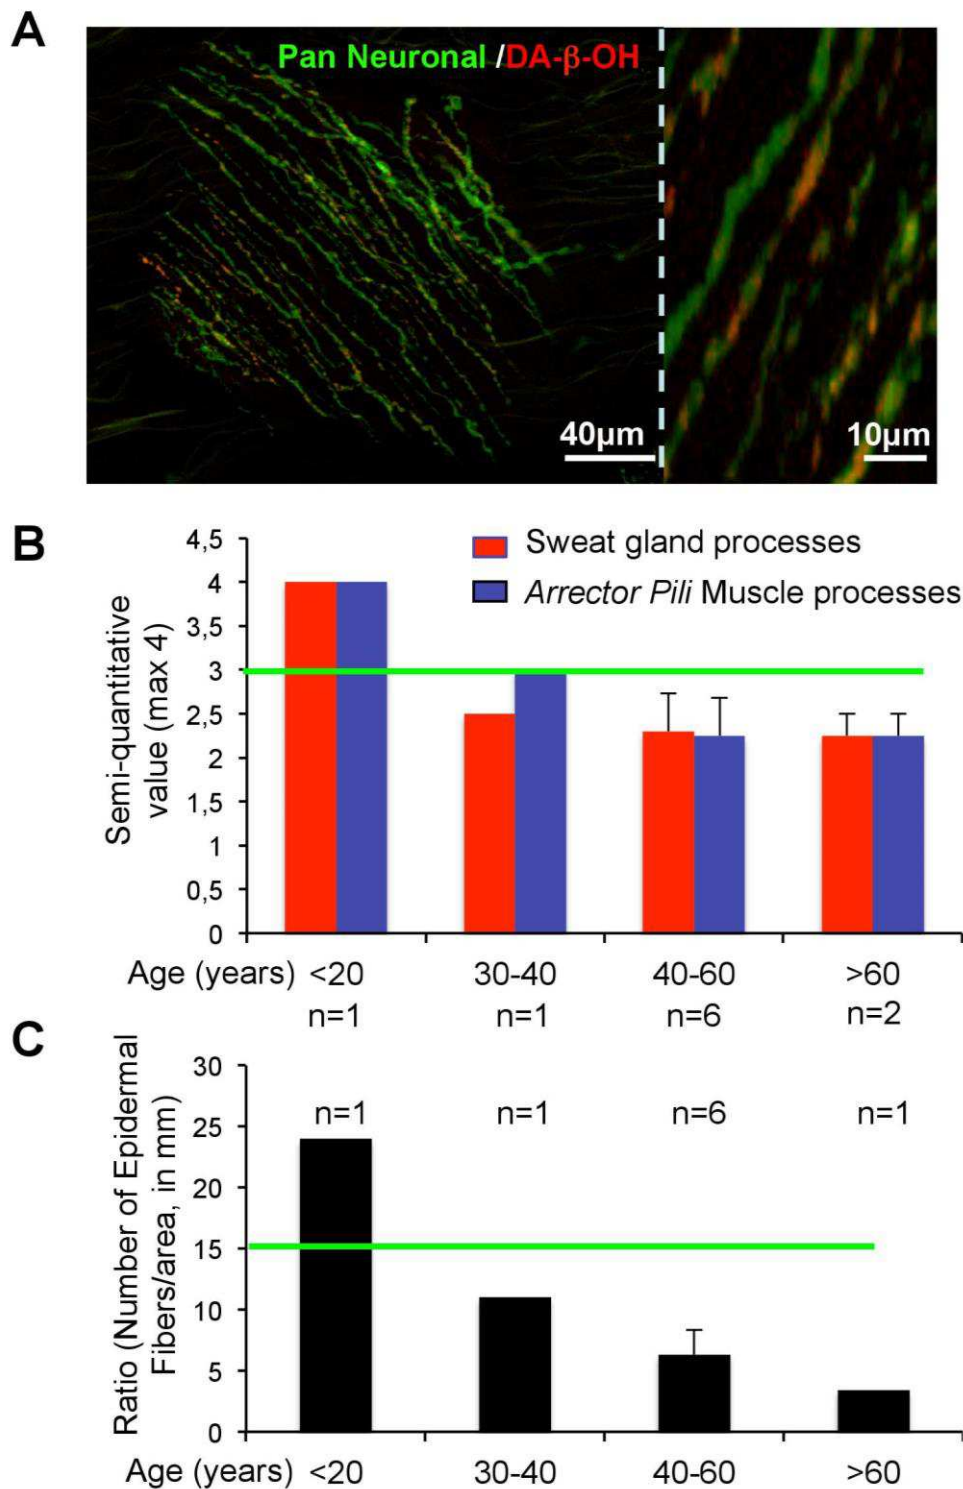 A
Pan Neuronal /DA-β-OH
40µm
10µm
B
Semi-quantitative
value (max 4)
4,5
4
3,5
3
2,5
2
1,5
1
0,5
0
Sweat gland processes
Arrector Pili Muscle processes
Age (years) <20 30-40 40-60 >60
n=1 n=1 n=6 n=2
C
Ratio (Number of Epidermal
Fibers/area, in mm)
30
25
20
15
10
5
0
n=1 n=1 n=6 n=1
Age (years) <20 30-40 40-60 >60